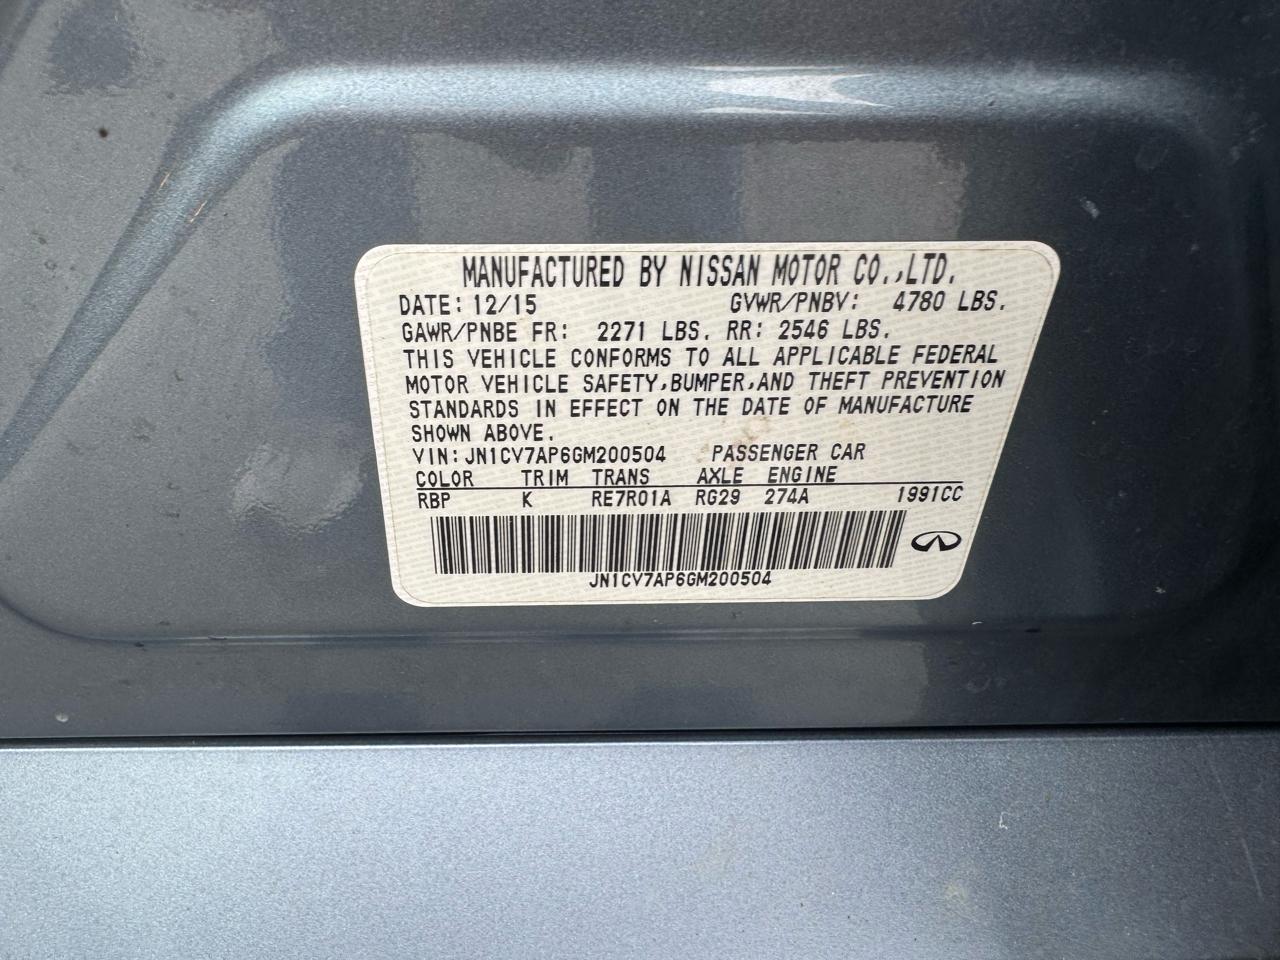 MANUFACTURED BY NISSAN MOTOR CO.,LTD.
DATE: 12/15 GVWR/PNBV: 4780 LBS.
GAWR/PNBE FR: 2271 LBS. RR: 2546 LBS.
THIS VEHICLE CONFORMS TO ALL APPLICABLE FEDERAL
MOTOR VEHICLE SAFETY,BUMPER,AND THEFT PREVENTION
STANDARDS IN EFFECT ON THE DATE OF MANUFACTURE
SHOWN ABOVE.
VIN:JN1CV7AP6GM200504 PASSENGER CAR
COLOR TRIM TRANS AXLE ENGINE
RBP K RE7R01A RG29 274A 1991CC
JN1CV7AP6GM200504